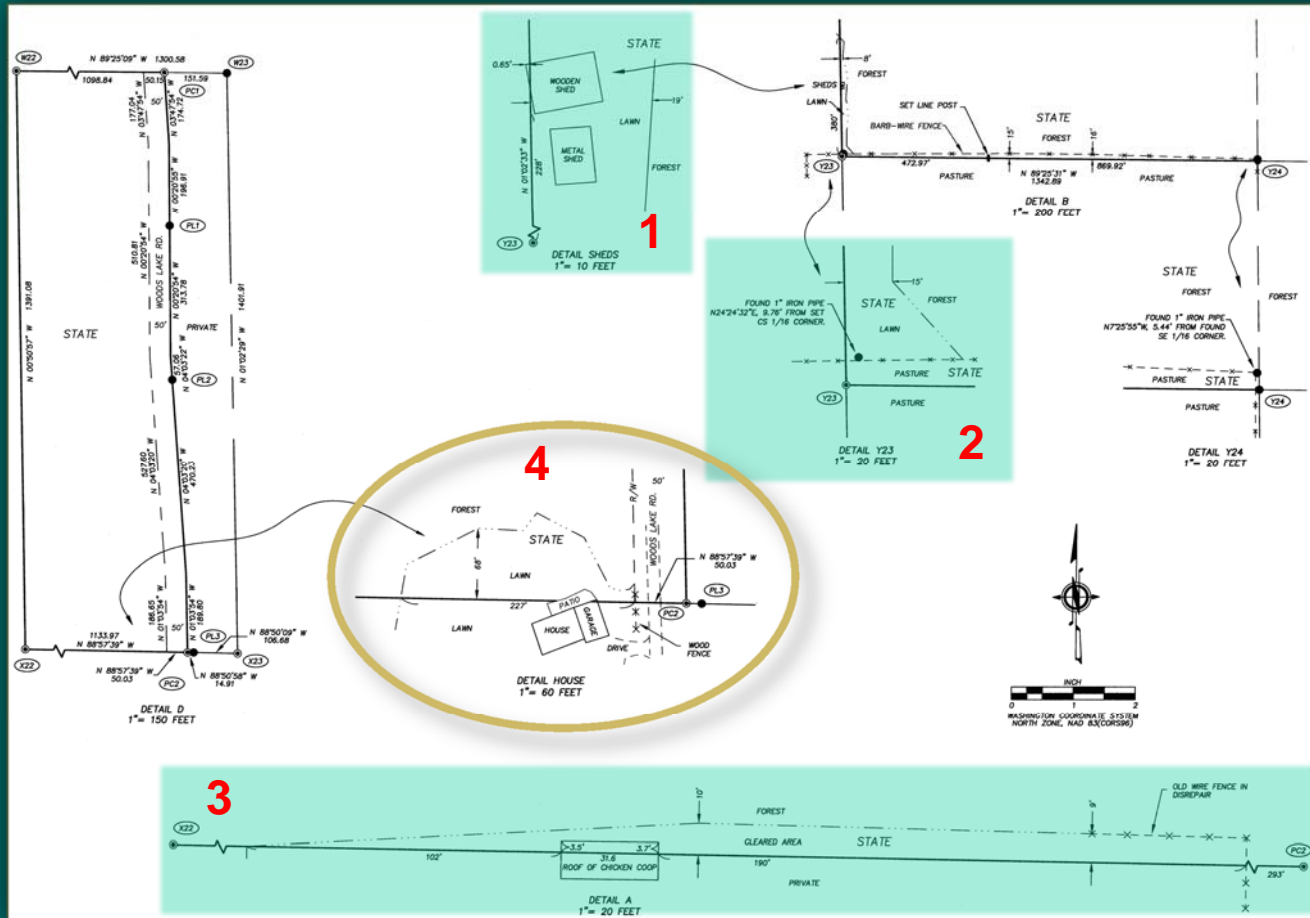 W22
N 89°25'09" W 1300.58
1098.84
50.15
151.59
W23
PC1
50'
177.04
N 03°47'54" W
N 03°47'54" W
174.72
N 00°20'55" W
196.91
PL1
510.81
N 00°20'54" W
WOODS LAKE RD.
N 00°20'54" W
313.78
50'
PRIVATE
STATE
N 00°50'57" W 1391.08
1401.91
N 01°02'29" W
57.06
N 04°03'22" W
PL2
527.60
N 04°03'20" W
N 04°03'20" W
470.23
186.65
N 01°03'54" W
50'
N 01°03'54" W
189.80
1133.97
N 88°57'39" W
PL3
N 88°50'09" W
106.68
X22
X23
N 88°57'39" W
50.03
PC2
N 88°50'58" W
14.91
DETAIL D
1"= 150 FEET
STATE
0.65'
WOODEN
SHED
19'
LAWN
METAL
SHED
FOREST
N 01°02'33" W
228'
1
Y23
DETAIL SHEDS
1"= 10 FEET
8'
FOREST
SHEDS
LAWN
380'
SET LINE POST
BARB-WIRE FENCE
STATE
FOREST
15'
16'
Y23
472.97'
869.92'
PASTURE
N 89°25'31" W
1342.89
PASTURE
Y24
DETAIL B
1"= 200 FEET
15'
STATE
FOREST
FOUND 1" IRON PIPE
N24°24'32"E, 9.76' FROM SET
CS 1/16 CORNER.
LAWN
PASTURE
STATE
Y23
PASTURE
DETAIL Y23
1"= 20 FEET
2
STATE
FOREST
FOREST
FOUND 1" IRON PIPE
N7°25'55"W, 5.44' FROM FOUND
SE 1/16 CORNER.
PASTURE
STATE
Y24
PASTURE
DETAIL Y24
1"= 20 FEET
4
FOREST
STATE
68'
R/W
50'
WOODS LAKE RD.
N 88°57'39" W
50.03
LAWN
227'
PATIO
PC2
PL3
LAWN
HOUSE
GARAGE
DRIVE
WOOD
FENCE
DETAIL HOUSE
1"= 60 FEET
INCH
0 1 2
WASHINGTON COORDINATE SYSTEM
NORTH ZONE, NAD 83(CORS96)
3
X22
10'
FOREST
9'
OLD WIRE FENCE IN
DISREPAIR
CLEARED AREA
STATE
102'
3.5'
3.7'
31.6
ROOF OF CHICKEN COOP
190'
PRIVATE
PC2
293'
DETAIL A
1"= 20 FEET